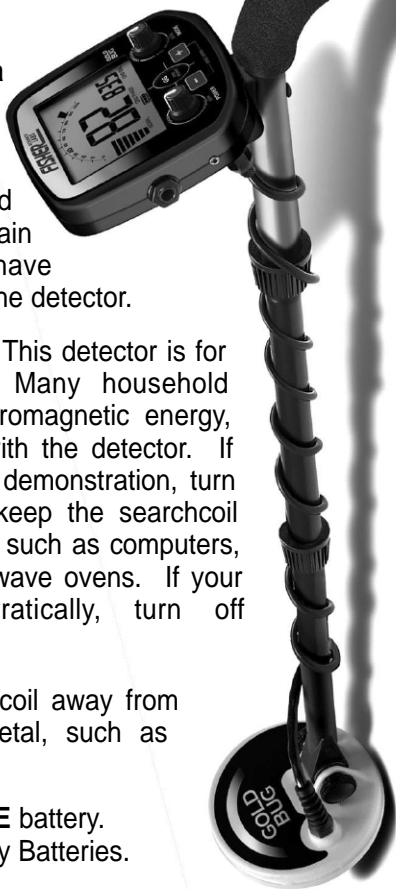 a
d
ain
have
he detector.
This detector is for
Many household
romagnetic energy,
with the detector. If
demonstration, turn
keep the searchcoil
such as computers,
wave ovens. If your
ratically, turn off
coil away from
etal, such as
E battery.
y Batteries.
FISHER
GOLD
BUG